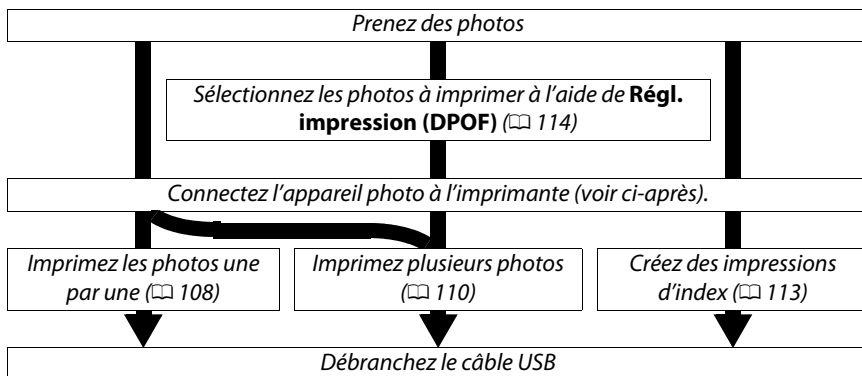 Prenez des photos
Sélectionnez les photos à imprimer à l'aide de Régl.
impression (DPOF) (🕮 114)
Connectez l'appareil photo à l'imprimante (voir ci-après).
Imprimez les photos une
par une (🕮 108)
Imprimez plusieurs photos
(🕮 110)
Créez des impressions
d'index (🕮 113)
Débranchez le câble USB